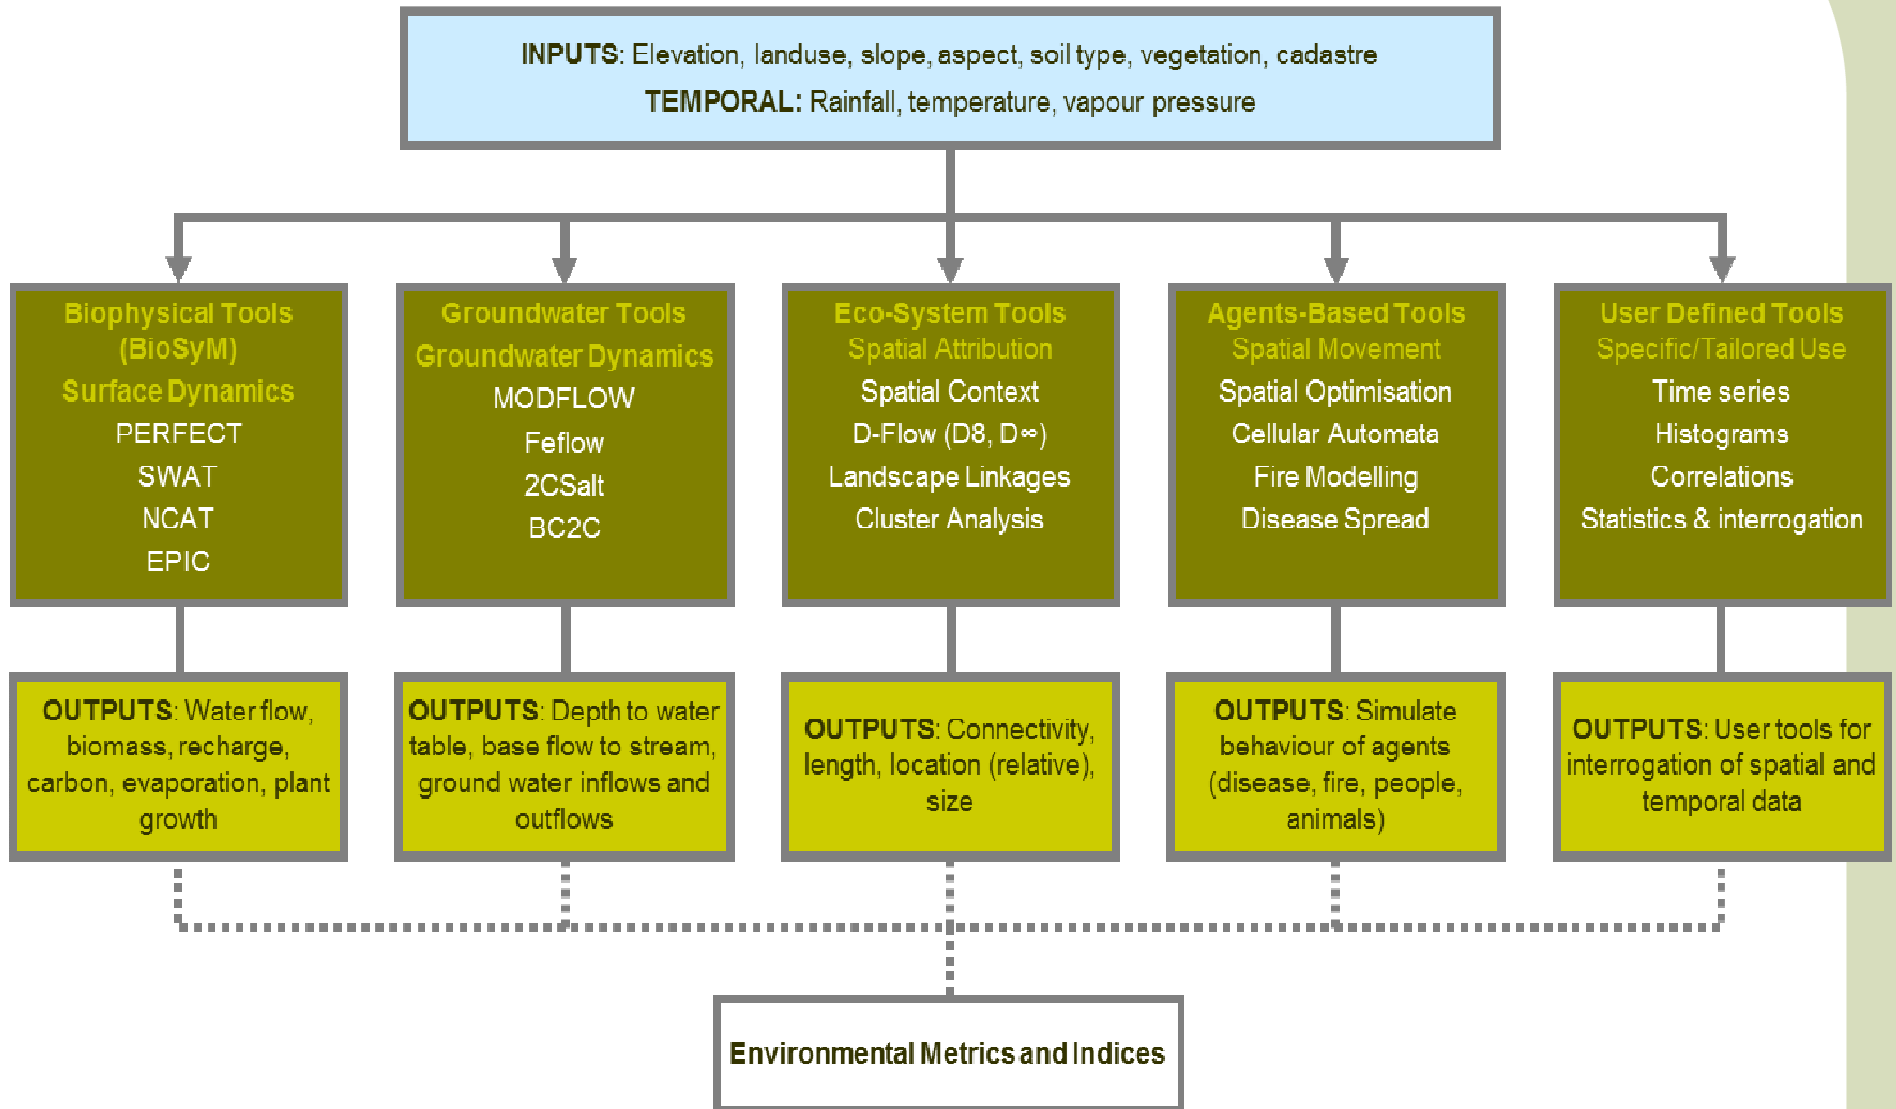 INPUTS: Elevation, landuse, slope, aspect, soil type, vegetation, cadastre
TEMPORAL: Rainfall, temperature, vapour pressure
Biophysical Tools
(BioSyM)
Surface Dynamics
PERFECT
SWAT
NCAT
EPIC
Groundwater Tools
Groundwater Dynamics
MODFLOW
Feflow
2CSalt
BC2C
Eco-System Tools
Spatial Attribution
Spatial Context
D-Flow (D8, D∞)
Landscape Linkages
Cluster Analysis
Agents-Based Tools
Spatial Movement
Spatial Optimisation
Cellular Automata
Fire Modelling
Disease Spread
User Defined Tools
Specific/Tailored Use
Time series
Histograms
Correlations
Statistics & interrogation
OUTPUTS: Water flow,
biomass, recharge,
carbon, evaporation, plant
growth
OUTPUTS: Depth to water
table, base flow to stream,
ground water inflows and
outflows
OUTPUTS: Connectivity,
length, location (relative),
size
OUTPUTS: Simulate
behaviour of agents
(disease, fire, people,
animals)
OUTPUTS: User tools for
interrogation of spatial and
temporal data
Environmental Metrics and Indices